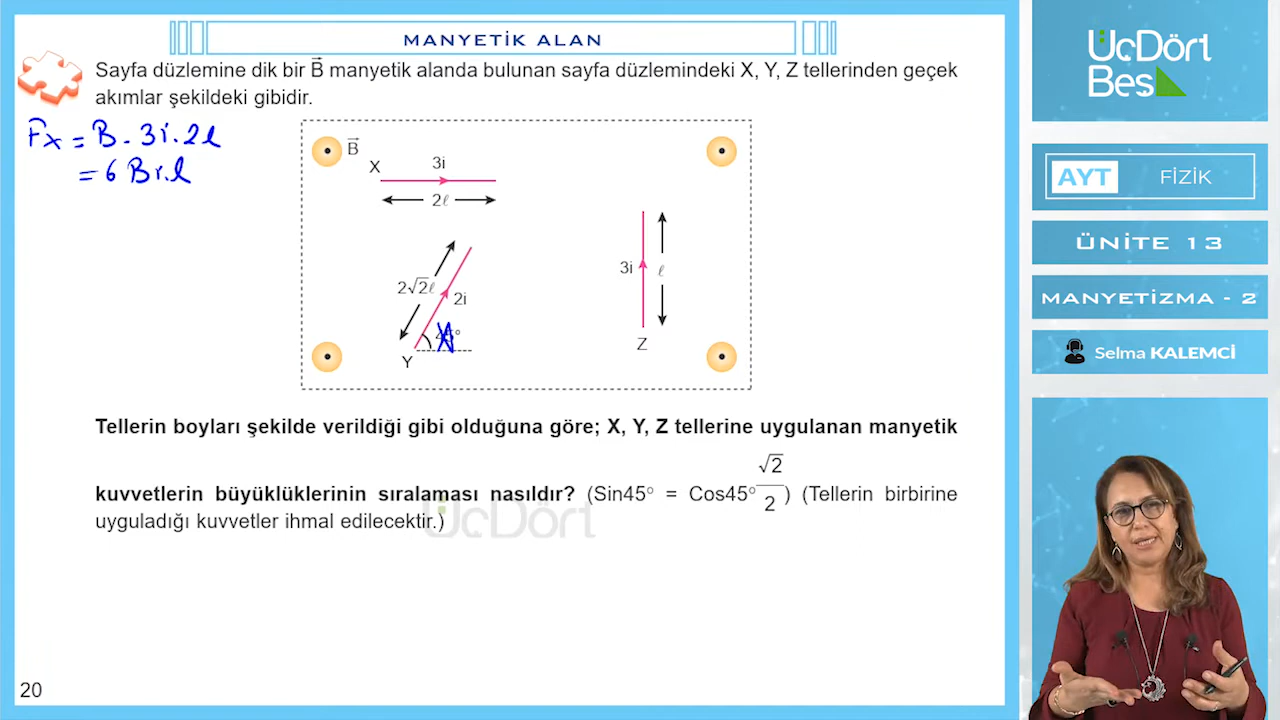 MANYETİK ALAN
Sayfa düzlemine dik bir B⃗ manyetik alanda bulunan sayfa düzlemindeki X, Y, Z tellerinden geçek
akımlar şekildeki gibidir.
F⃗x = B . 3i . 2l
= 6 B i . l
B⃗
X
3i
2ℓ
2√2ℓ
2i
Y
3i
ℓ
Z
Tellerin boyları şekilde verildiği gibi olduğuna göre; X, Y, Z tellerine uygulanan manyetik
kuvvetlerin büyüklüklerinin sıralaması nasıldır? (Sin45° = Cos45° √2/2) (Tellerin birbirine
uyguladığı kuvvetler ihmal edilecektir.)
ÜçDört
20
ÜçDört
Beş
AYT FİZİK
ÜNİTE 13
MANYETİZMA - 2
Selma KALEMCİ